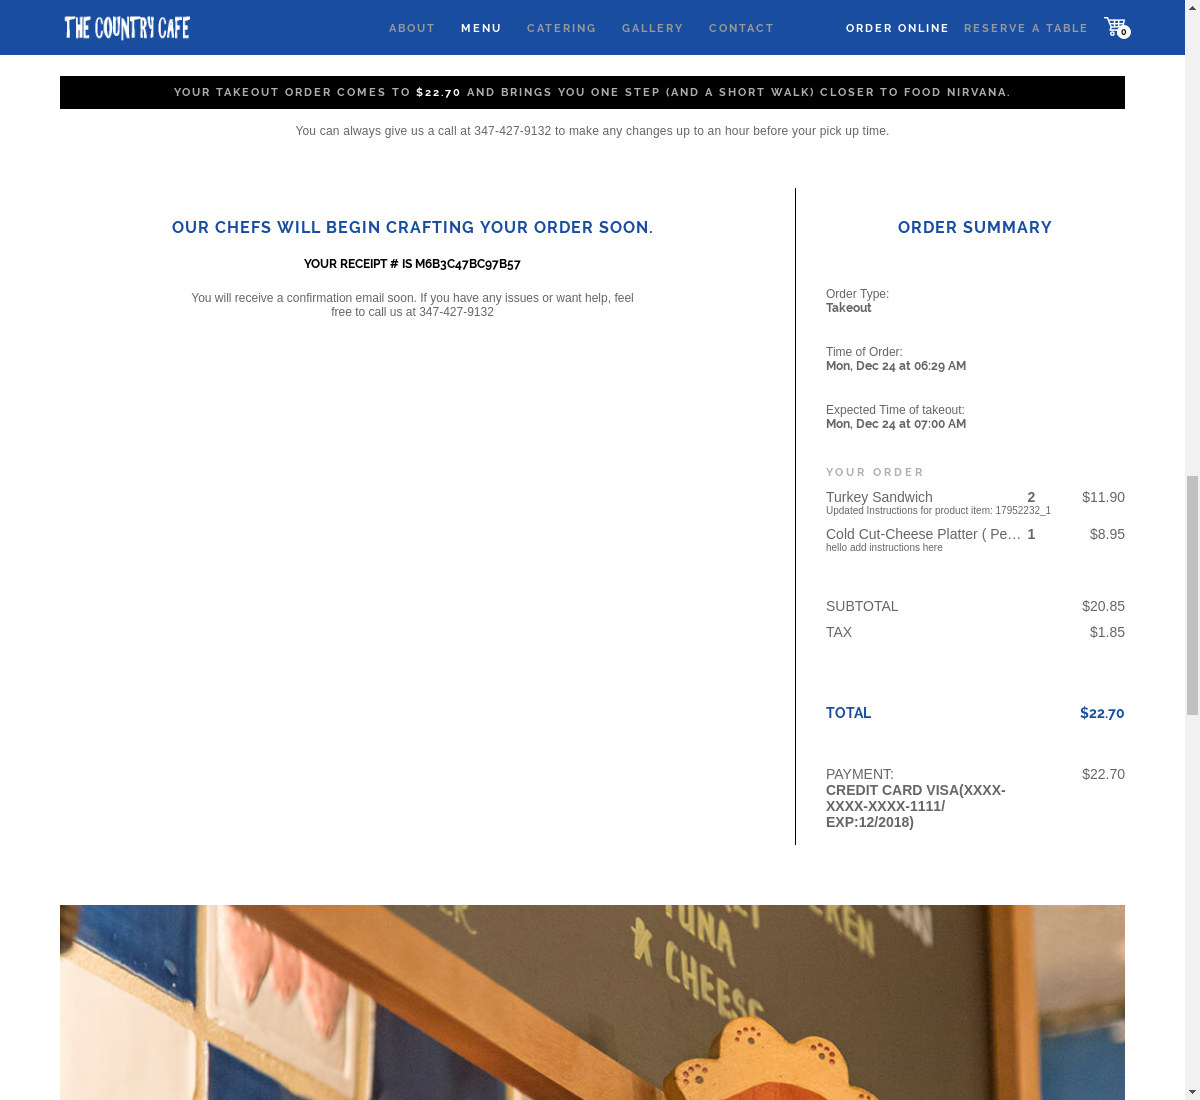 THE COUNTRY CAFE
ABOUT MENU CATERING GALLERY CONTACT ORDER ONLINE RESERVE A TABLE 0
YOUR TAKEOUT ORDER COMES TO $22.70 AND BRINGS YOU ONE STEP (AND A SHORT WALK) CLOSER TO FOOD NIRVANA.
You can always give us a call at 347-427-9132 to make any changes up to an hour before your pick up time.
OUR CHEFS WILL BEGIN CRAFTING YOUR ORDER SOON.
YOUR RECEIPT # IS M6B3C47BC97B57
You will receive a confirmation email soon. If you have any issues or want help, feel
free to call us at 347-427-9132
ORDER SUMMARY
Order Type:
Takeout
Time of Order:
Mon, Dec 24 at 06:29 AM
Expected Time of takeout:
Mon, Dec 24 at 07:00 AM
YOUR ORDER
Turkey Sandwich 2 $11.90
Updated Instructions for product item: 17952232_1
Cold Cut-Cheese Platter ( Pe… 1 $8.95
hello add instructions here
SUBTOTAL $20.85
TAX $1.85
TOTAL $22.70
PAYMENT: $22.70
CREDIT CARD VISA(XXXX-
XXXX-XXXX-1111/
EXP:12/2018)
TUNA
& CHEESE